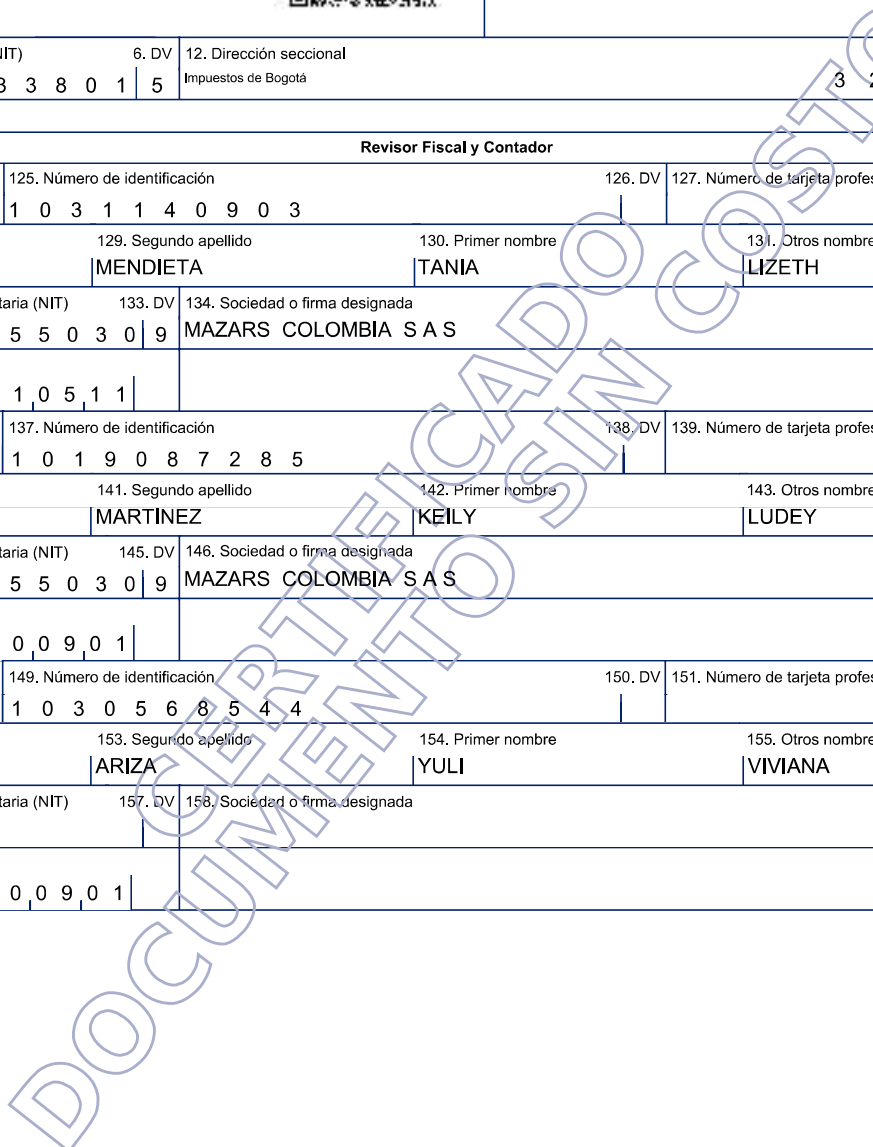 6. DV 12. Dirección seccional
3 8 0 1 5 Impuestos de Bogotá 3
Revisor Fiscal y Contador
125. Número de identificación 126. DV 127. Número de tarjeta profes
1 0 3 1 1 4 0 9 0 3
129. Segundo apellido 130. Primer nombre 131. Otros nombre
MENDIETA TANIA LIZETH
taria (NIT) 133. DV 134. Sociedad o firma designada
5 5 0 3 0 9 MAZARS COLOMBIA S A S
1 0 5 1 1
137. Número de identificación 138. DV 139. Número de tarjeta profes
1 0 1 9 0 8 7 2 8 5
141. Segundo apellido 142. Primer nombre 143. Otros nombre
MARTINEZ KEILY LUDEY
taria (NIT) 145. DV 146. Sociedad o firma designada
5 5 0 3 0 9 MAZARS COLOMBIA S A S
0 0 9 0 1
149. Número de identificación 150. DV 151. Número de tarjeta profes
1 0 3 0 5 6 8 5 4 4
153. Segundo apellido 154. Primer nombre 155. Otros nombre
ARIZA YULI VIVIANA
taria (NIT) 157. DV 158. Sociedad o firma designada
0 0 9 0 1
CERTIFICADO
DOCUMENTO SIN COSTO